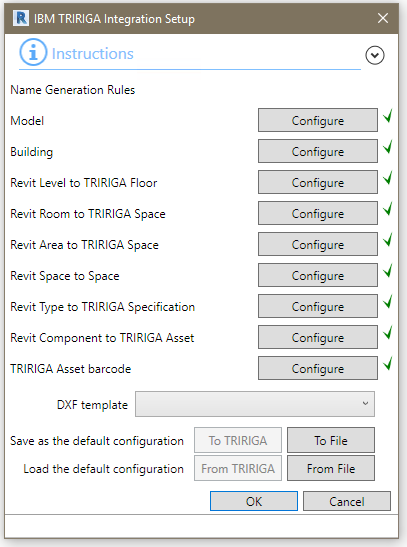 R IBM TRIRIGA Integration Setup
i Instructions
Name Generation Rules
Model Configure
Building Configure
Revit Level to TRIRIGA Floor Configure
Revit Room to TRIRIGA Space Configure
Revit Area to TRIRIGA Space Configure
Revit Space to Space Configure
Revit Type to TRIRIGA Specification Configure
Revit Component to TRIRIGA Asset Configure
TRIRIGA Asset barcode Configure
DXF template
Save as the default configuration To TRIRIGA To File
Load the default configuration From TRIRIGA From File
OK Cancel